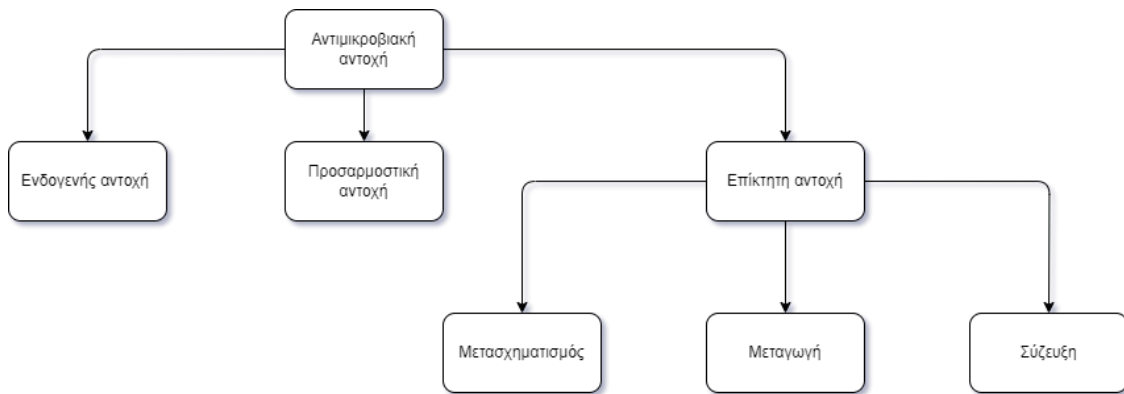 Αντιμικροβιακή
αντοχή
Ενδογενής αντοχή
Προσαρμοστική
αντοχή
Επίκτητη αντοχή
Μετασχηματισμός
Μεταγωγή
Σύζευξη